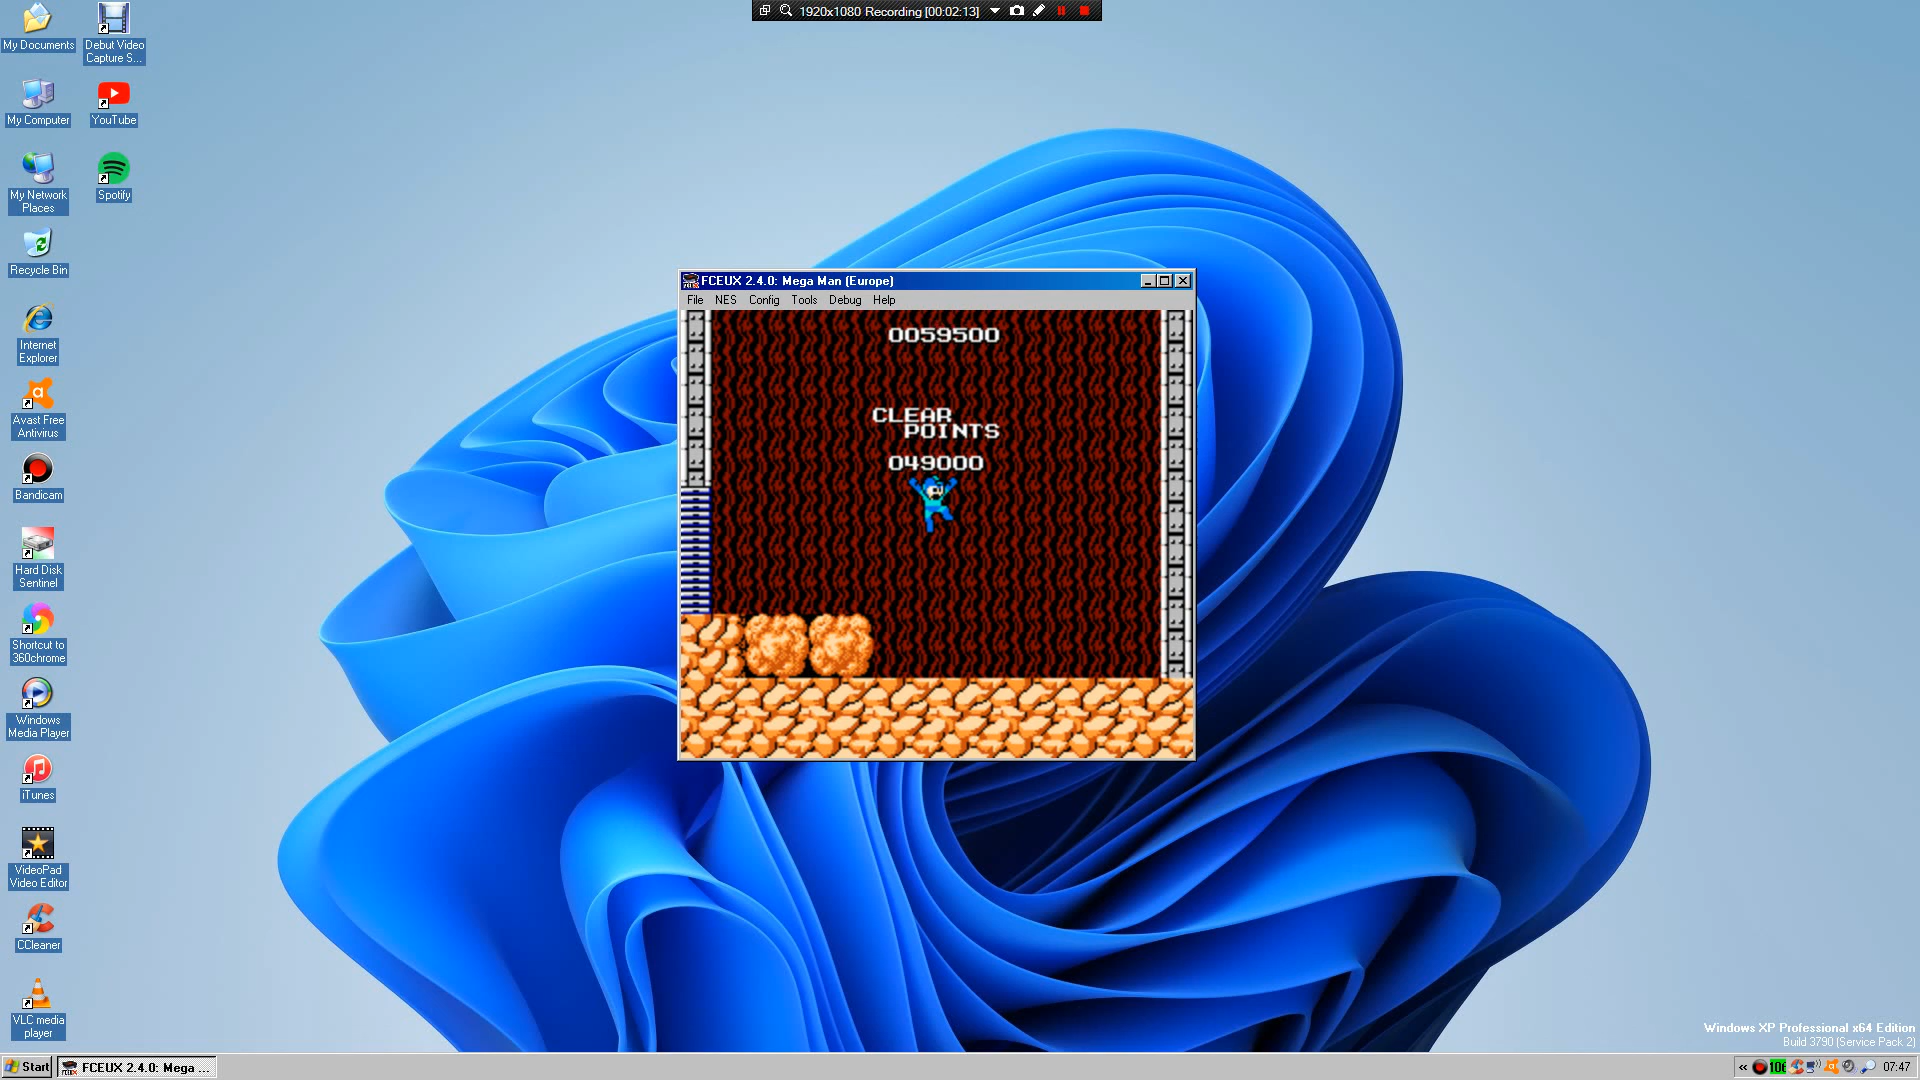 1920x1080 Recording [00:02:13]
My Documents
Debut Video
Capture S...
My Computer
YouTube
My Network
Places
Spotify
Recycle Bin
Internet
Explorer
Avast Free
Antivirus
Bandicam
Hard Disk
Sentinel
Shortcut to
360chrome
Windows
Media Player
iTunes
VideoPad
Video Editor
CCleaner
VLC media
player
FCEUX 2.4.0: Mega Man (Europe)
File NES Config Tools Debug Help
0059500
CLEAR
POINTS
049000
Windows XP Professional x64 Edition
Build 3790 (Service Pack 2)
Start FCEUX 2.4.0: Mega ... « 07:47